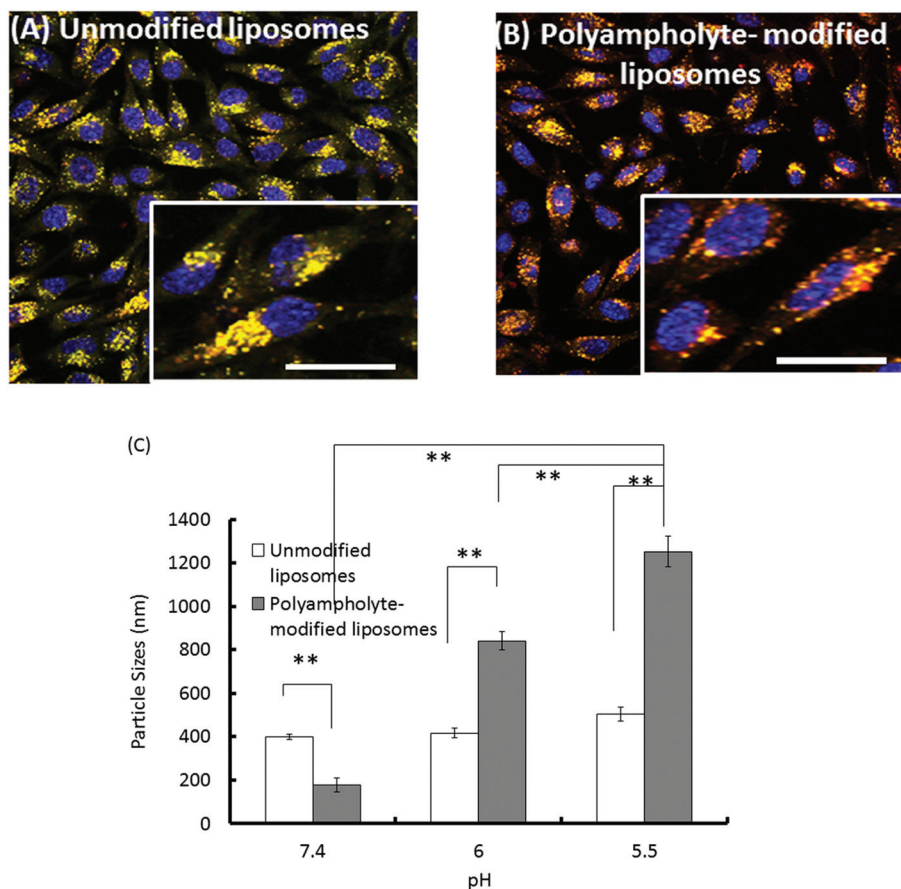 (A) Unmodified liposomes
(B) Polyampholyte- modified
liposomes
(C)
**
**
**
**
**
1400
1200
1000
800
600
400
200
0
Unmodified
liposomes
Polyampholyte-
modified liposomes
Particle Sizes (nm)
7.4
6
5.5
pH